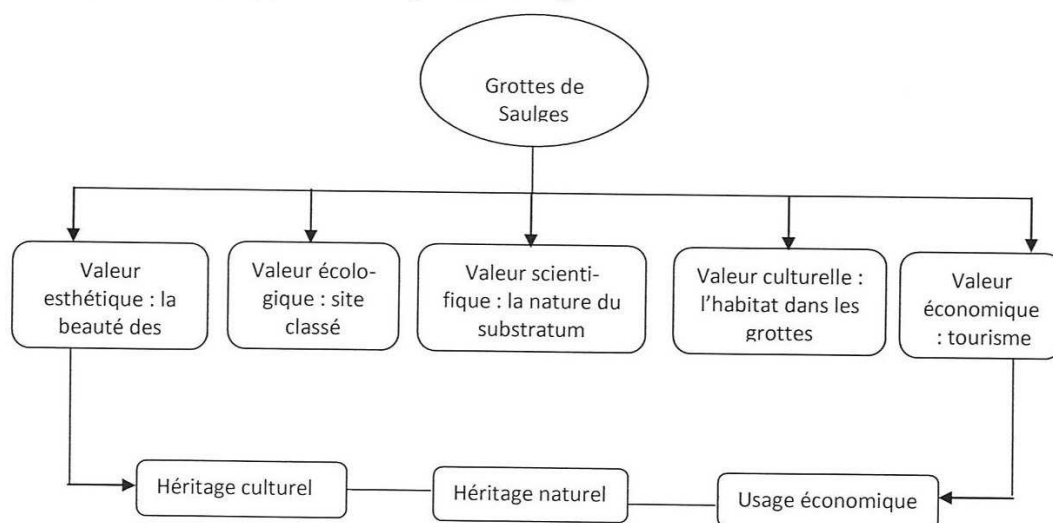 Grottes de
Saulges
Valeur
esthétique : la
beauté des
Valeur écolo-
gique : site
classé
Valeur scienti-
fique : la nature du
substratum
Valeur culturelle :
l'habitat dans les
grottes
Valeur
économique
: tourisme
Héritage culturel
Héritage naturel
Usage économique